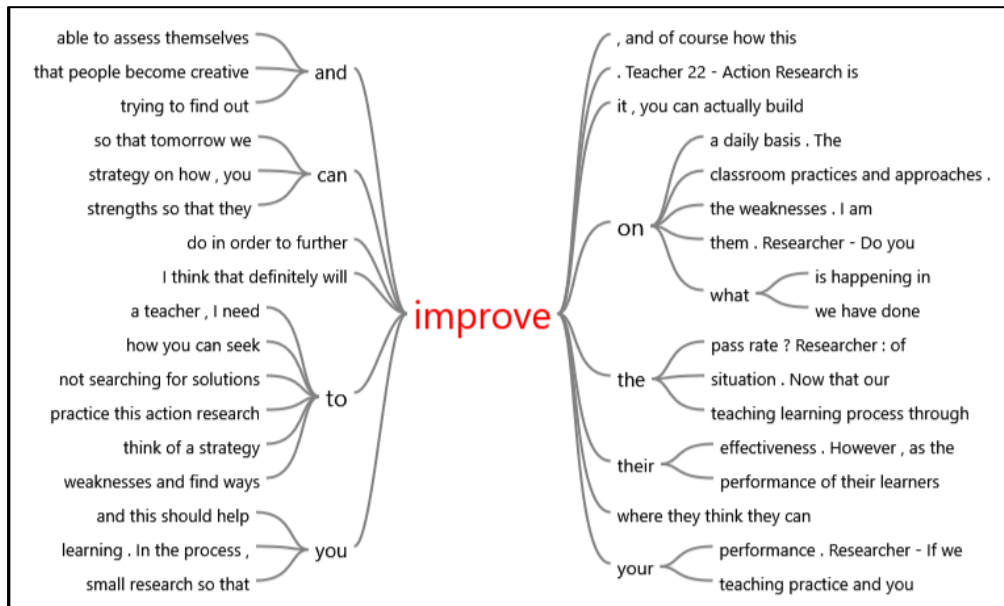 able to assess themselves
that people become creative
trying to find out
and
so that tomorrow we
strategy on how , you
strengths so that they
can
do in order to further
I think that definitely will
a teacher , I need
how you can seek
not searching for solutions
practice this action research
think of a strategy
weaknesses and find ways
to
and this should help
learning . In the process ,
small research so that
you
improve
, and of course how this
. Teacher 22 - Action Research is
it , you can actually build
on
a daily basis . The
classroom practices and approaches .
the weaknesses . I am
them . Researcher - Do you
what
is happening in
we have done
the
pass rate ? Researcher : of
situation . Now that our
teaching learning process through
their
effectiveness . However , as the
performance of their learners
where they think they can
your
performance . Researcher - If we
teaching practice and you